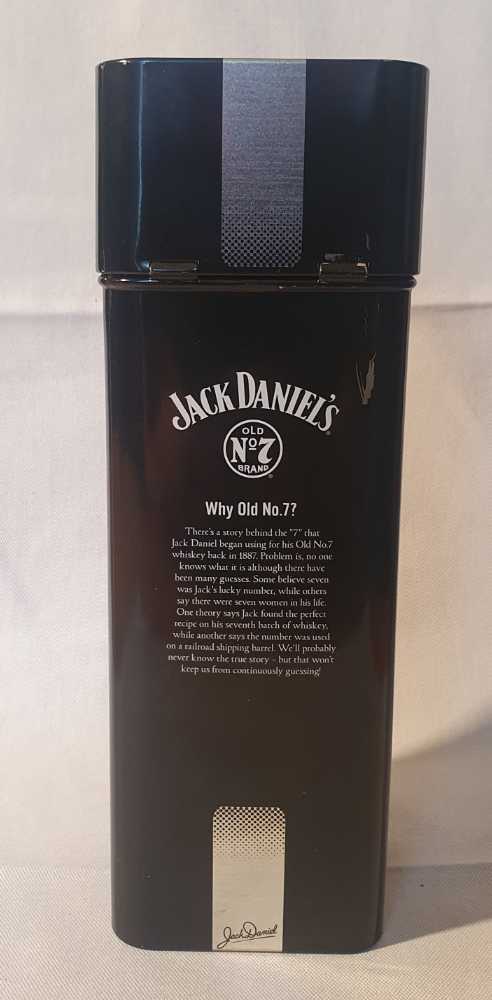 JACK DANIEL'S
OLD
Nº7
BRAND
Why Old No.7?
There's a story behind the "7" that
Jack Daniel began using for his Old No.7
whiskey back in 1887. Problem is, no one
knows what it is although there have
been many guesses. Some believe seven
was Jack's lucky number, while others
say there were seven women in his life.
One theory says Jack found the perfect
recipe on his seventh batch of whiskey,
while another says the number was used
on a railroad shipping barrel. We'll probably
never know the true story – but that won't
keep us from continuously guessing!
Jack Daniel